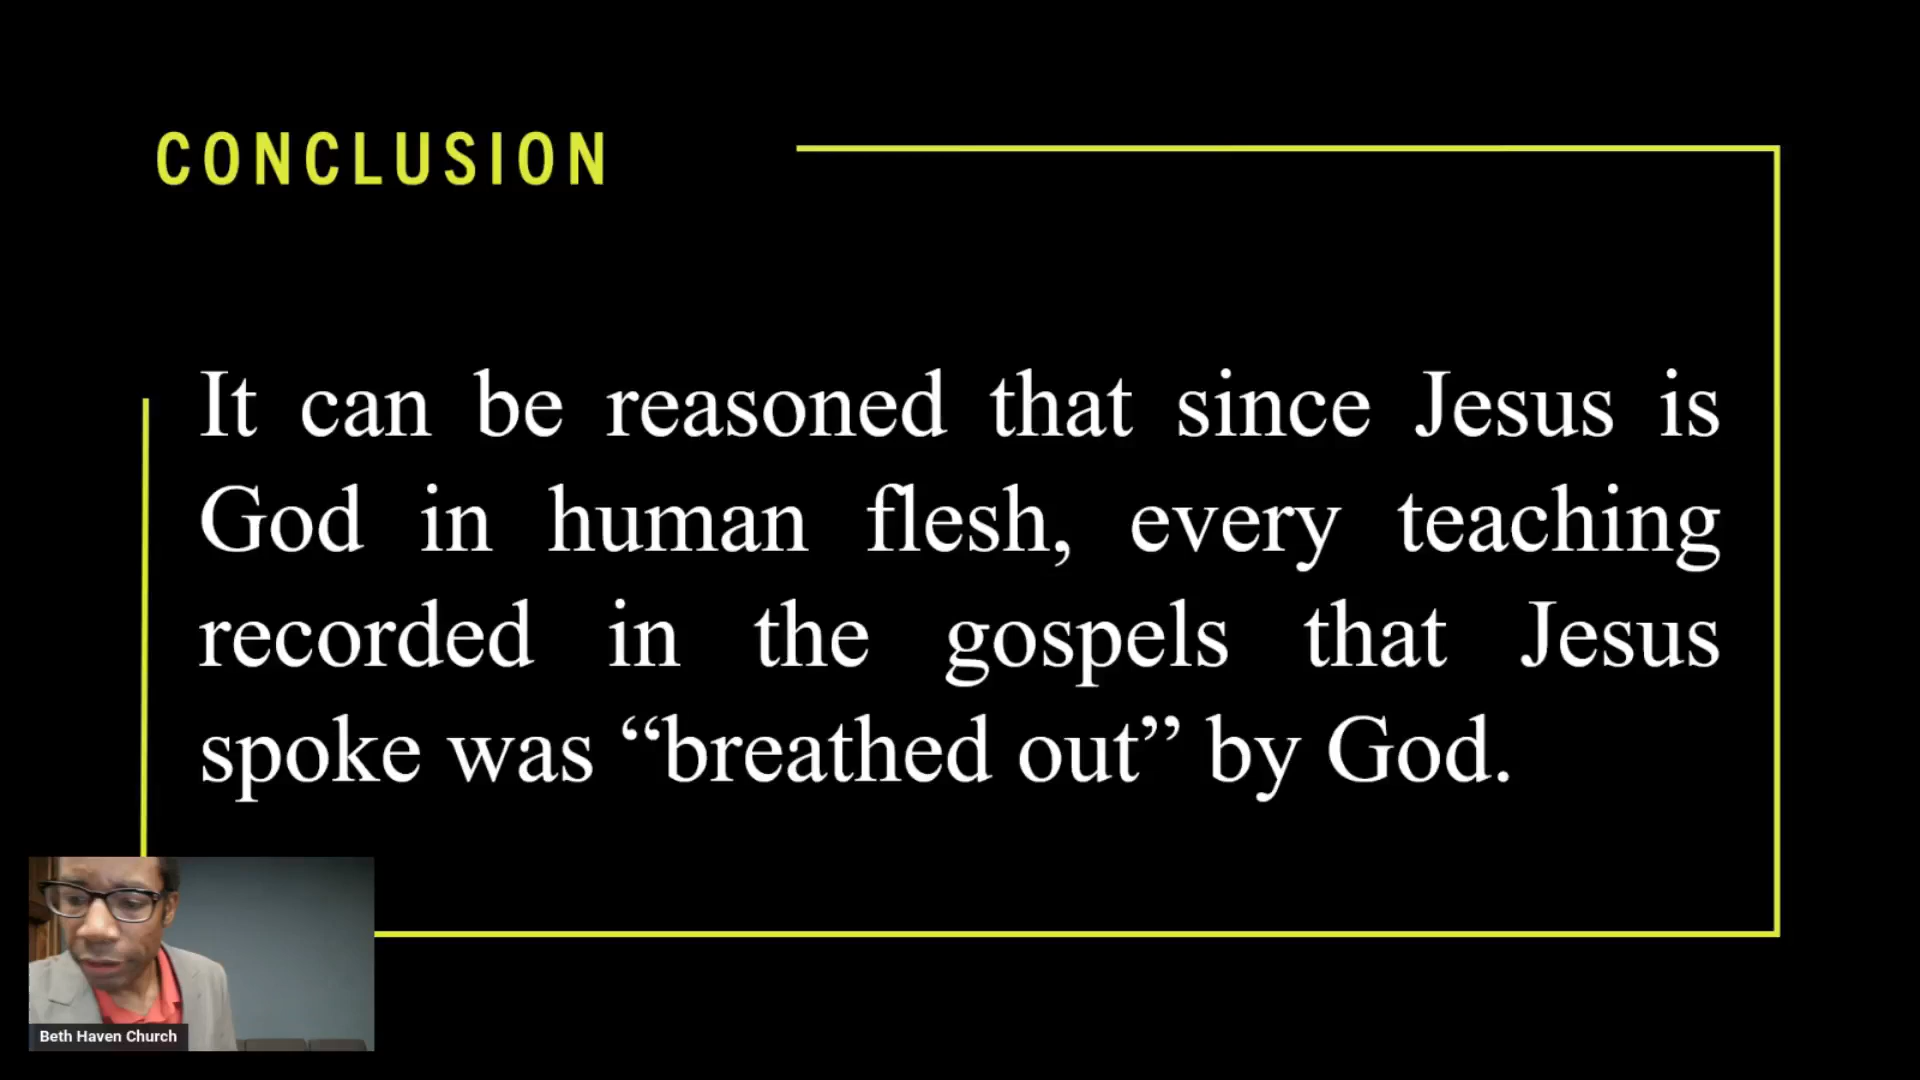 CONCLUSION
It can be reasoned that since Jesus is
God in human flesh, every teaching
recorded in the gospels that Jesus
spoke was “breathed out” by God.
Beth Haven Church